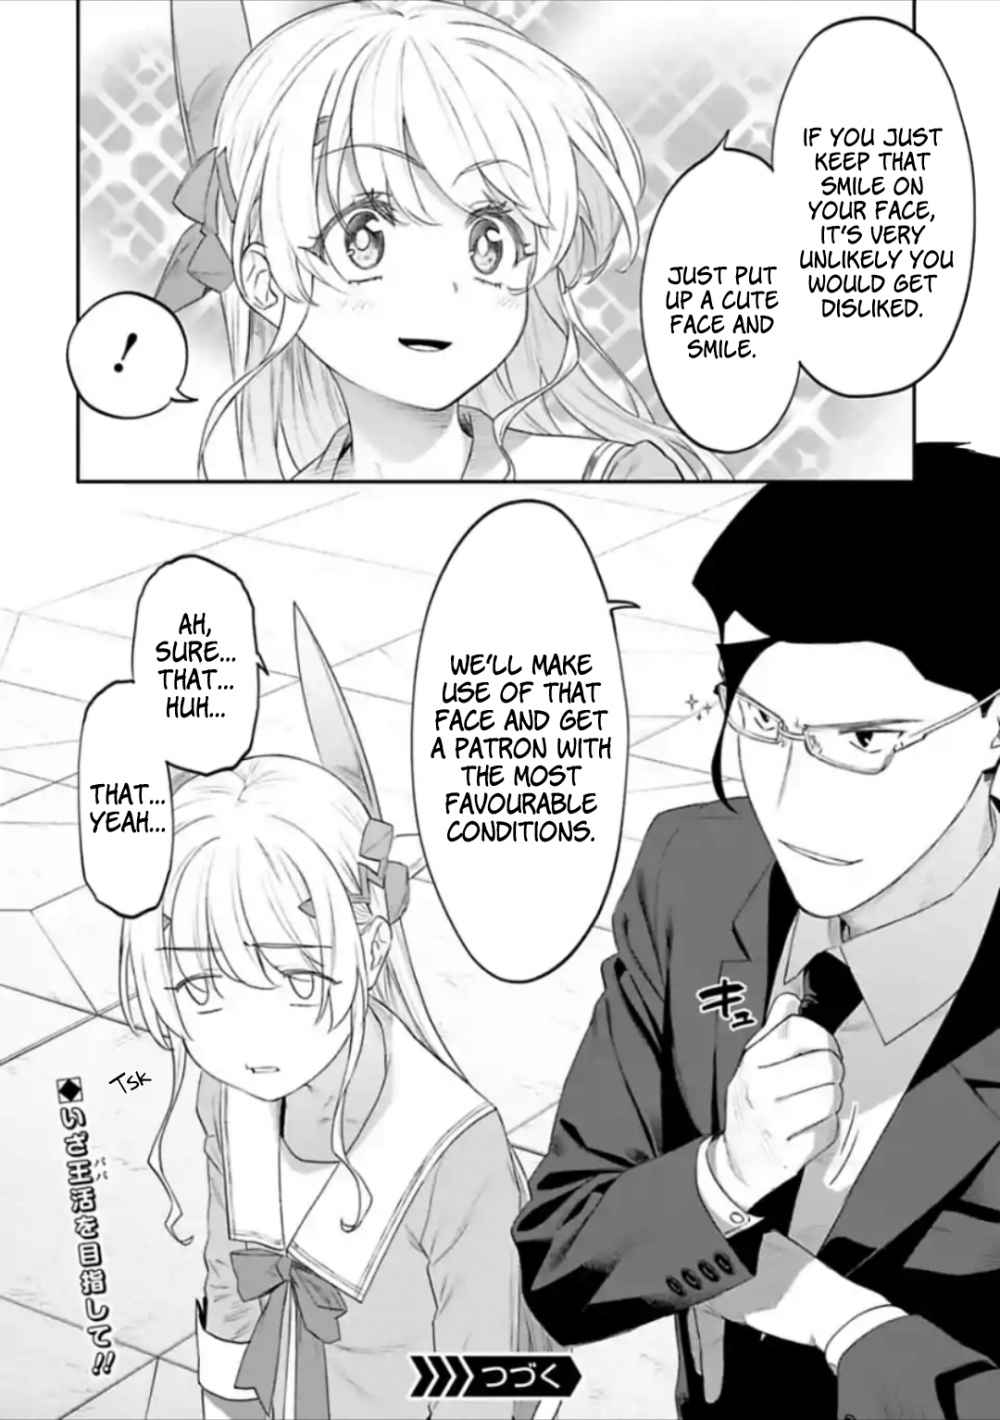 IF YOU JUST
KEEP THAT
SMILE ON
YOUR FACE,
IT'S VERY
UNLIKELY YOU
WOULD GET
DISLIKED.
JUST PUT
UP A CUTE
FACE AND
SMILE.
!
WE'LL MAKE
USE OF THAT
FACE AND GET
A PATRON WITH
THE MOST
FAVOURABLE
CONDITIONS.
AH,
SURE...
THAT...
HUH...
THAT...
YEAH...
キュ
TSK
◆いざ王活を目指して!!
パパ
つづく